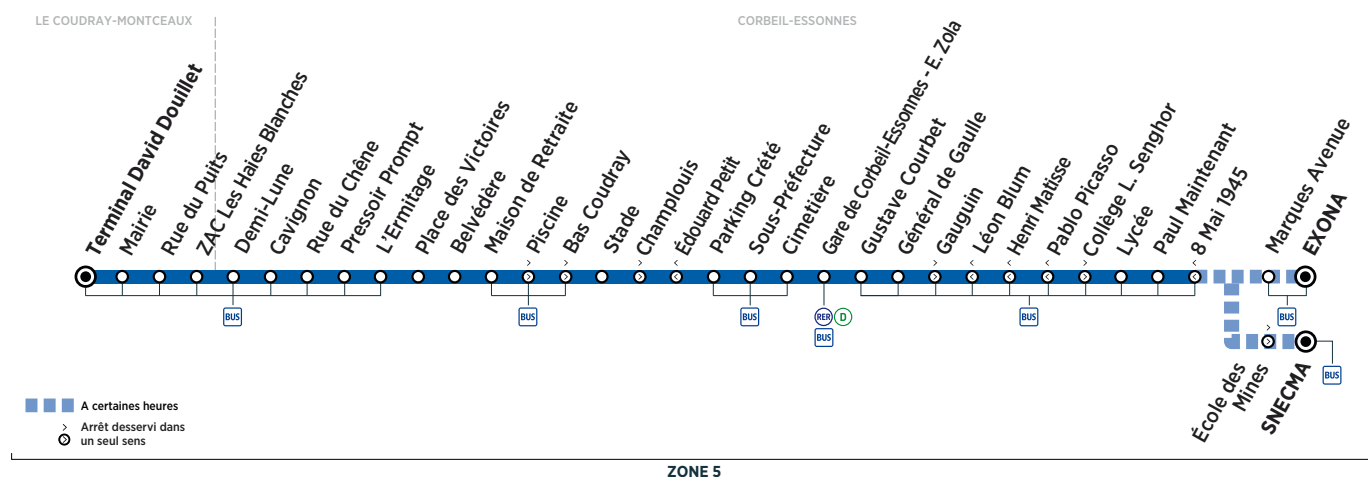 LE COUDRAY-MONTCEAUX
CORBEIL-ESSONNES
Terminal David Douillet
Mairie
Rue du Puits
ZAC Les Haies Blanches
Demi-Lune
Cavignon
Rue du Chêne
Pressoir Prompt
L'Ermitage
Place des Victoires
Belvédère
Maison de Retraite
Piscine
Bas Coudray
Stade
Champlouis
Édouard Petit
Parking Crété
Sous-Préfecture
Cimetière
Gare de Corbeil-Essonnes - E. Zola
Gustave Courbet
Général de Gaulle
Gauguin
Léon Blum
Henri Matisse
Pablo Picasso
Collège L. Senghor
Lycée
Paul Maintenant
8 Mai 1945
Marques Avenue
EXONA
BUS
BUS
BUS
RER D
BUS
BUS
BUS
École des
Mines
SNECMA
BUS
A certaines heures
Arrêt desservi dans
un seul sens
ZONE 5